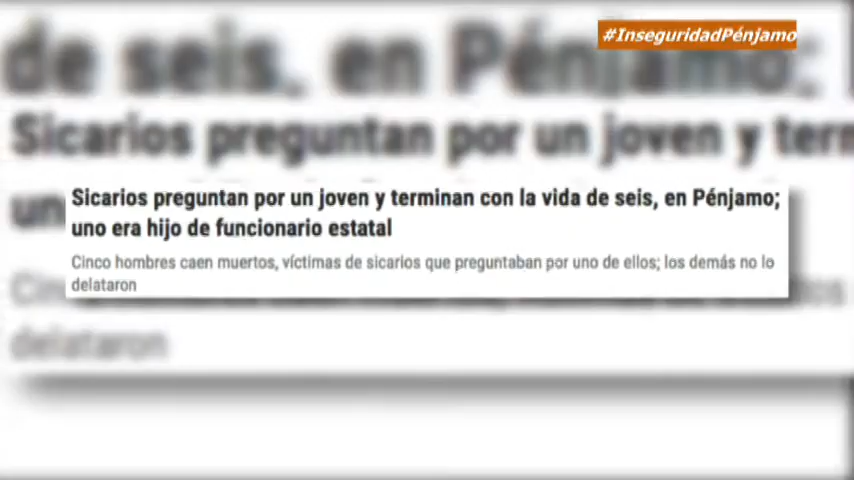 #InseguridadPénjamo
de seis, en Pénjamo;
Sicarios preguntan por un joven y term
un
Sicarios preguntan por un joven y terminan con la vida de seis, en Pénjamo;
uno era hijo de funcionario estatal
Cinco hombres caen muertos, víctimas de sicarios que preguntaban por uno de ellos; los demás no lo
delataron
delataron